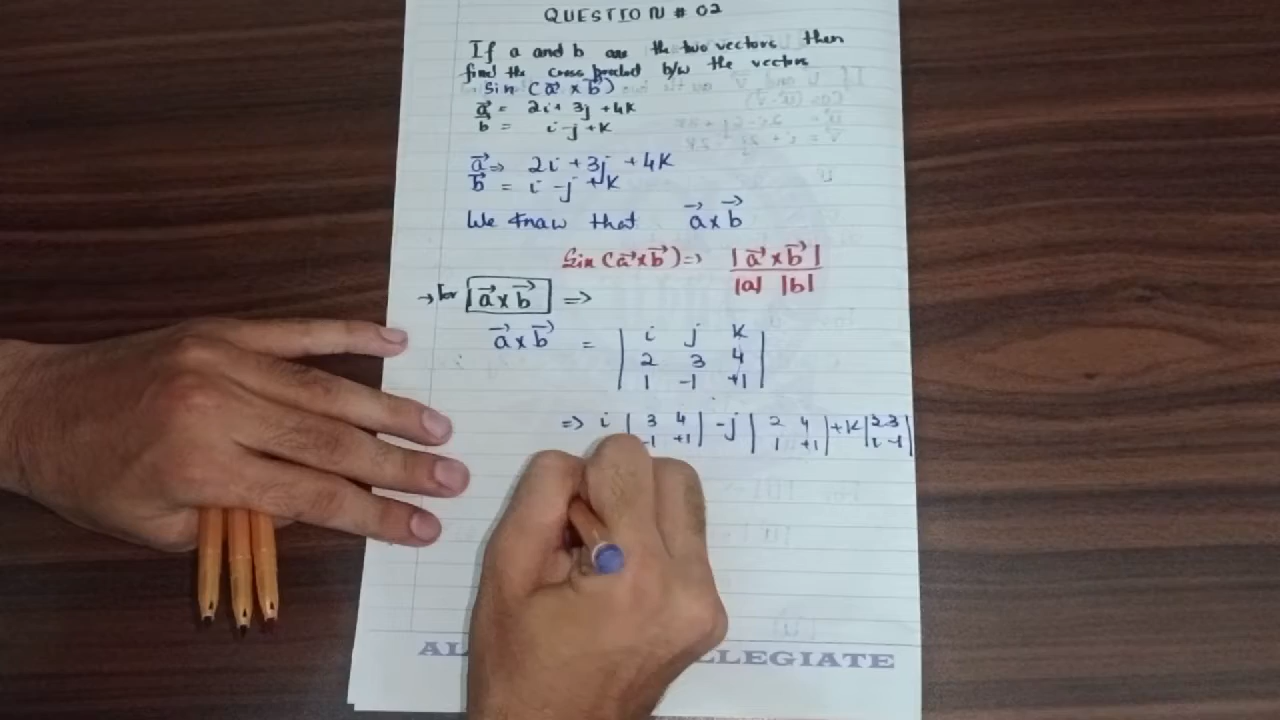 QUESTION # 02
If a and b are the two vectors then
find the cross product b/w the vectors
Sin (a⃗ × b⃗)
a⃗ = 2i + 3j + 4k
b = i - j + k
a⃗ => 2i + 3j + 4k
b⃗ = i - j + k
We know that a⃗ × b⃗
Sin (a⃗ × b⃗) => |a⃗ × b⃗|
|a| |b|
→ For |a⃗ × b⃗| =>
a⃗ × b⃗ = | i j k |
2 3 4
1 -1 +1
=> i | 3 4 | - j | 2 4 | + k | 2 3 |
-1 +1 1 +1 1 -1
LLEGIATE